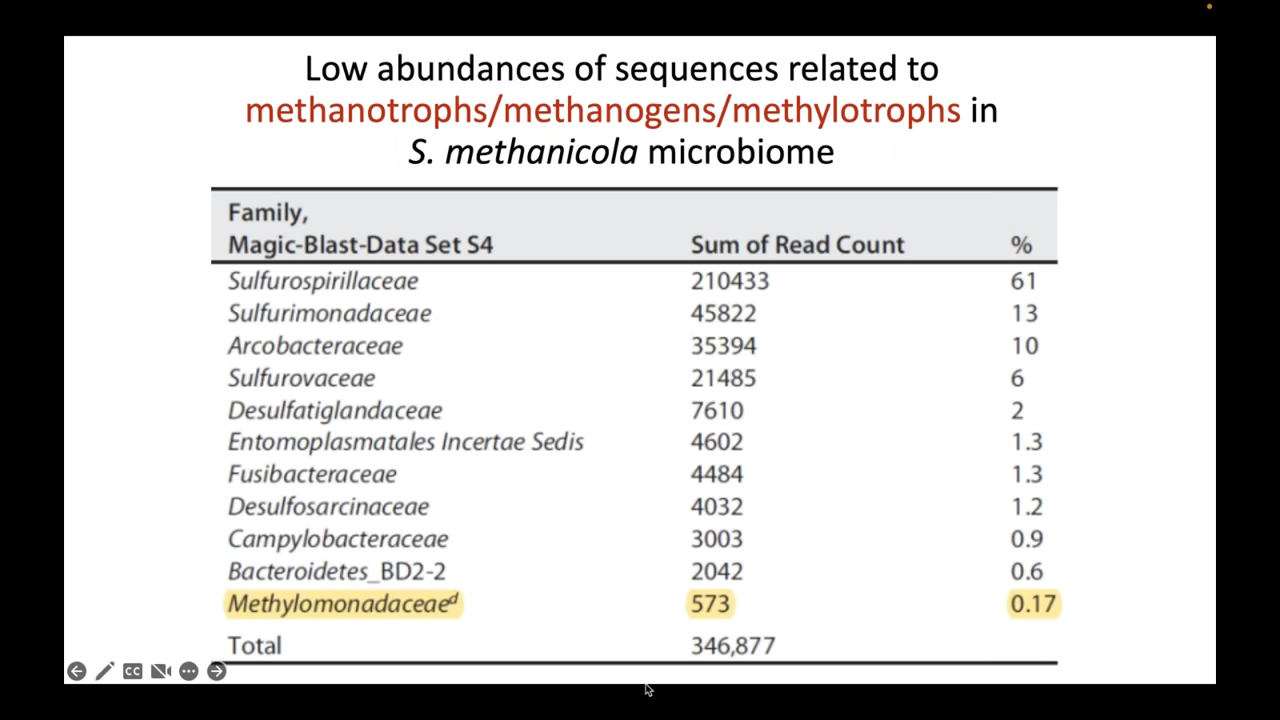 Low abundances of sequences related to
methanotrophs/methanogens/methylotrophs in
S. methanicola microbiome
Family,
Magic-Blast-Data Set S4 Sum of Read Count %
Sulfurospirillaceae 210433 61
Sulfurimonadaceae 45822 13
Arcobacteraceae 35394 10
Sulfurovaceae 21485 6
Desulfatiglandaceae 7610 2
Entomoplasmatales Incertae Sedis 4602 1.3
Fusibacteraceae 4484 1.3
Desulfosarcinaceae 4032 1.2
Campylobacteraceae 3003 0.9
Bacteroidetes_BD2-2 2042 0.6
Methylomonadaceaeᵈ 573 0.17
Total 346,877
CC